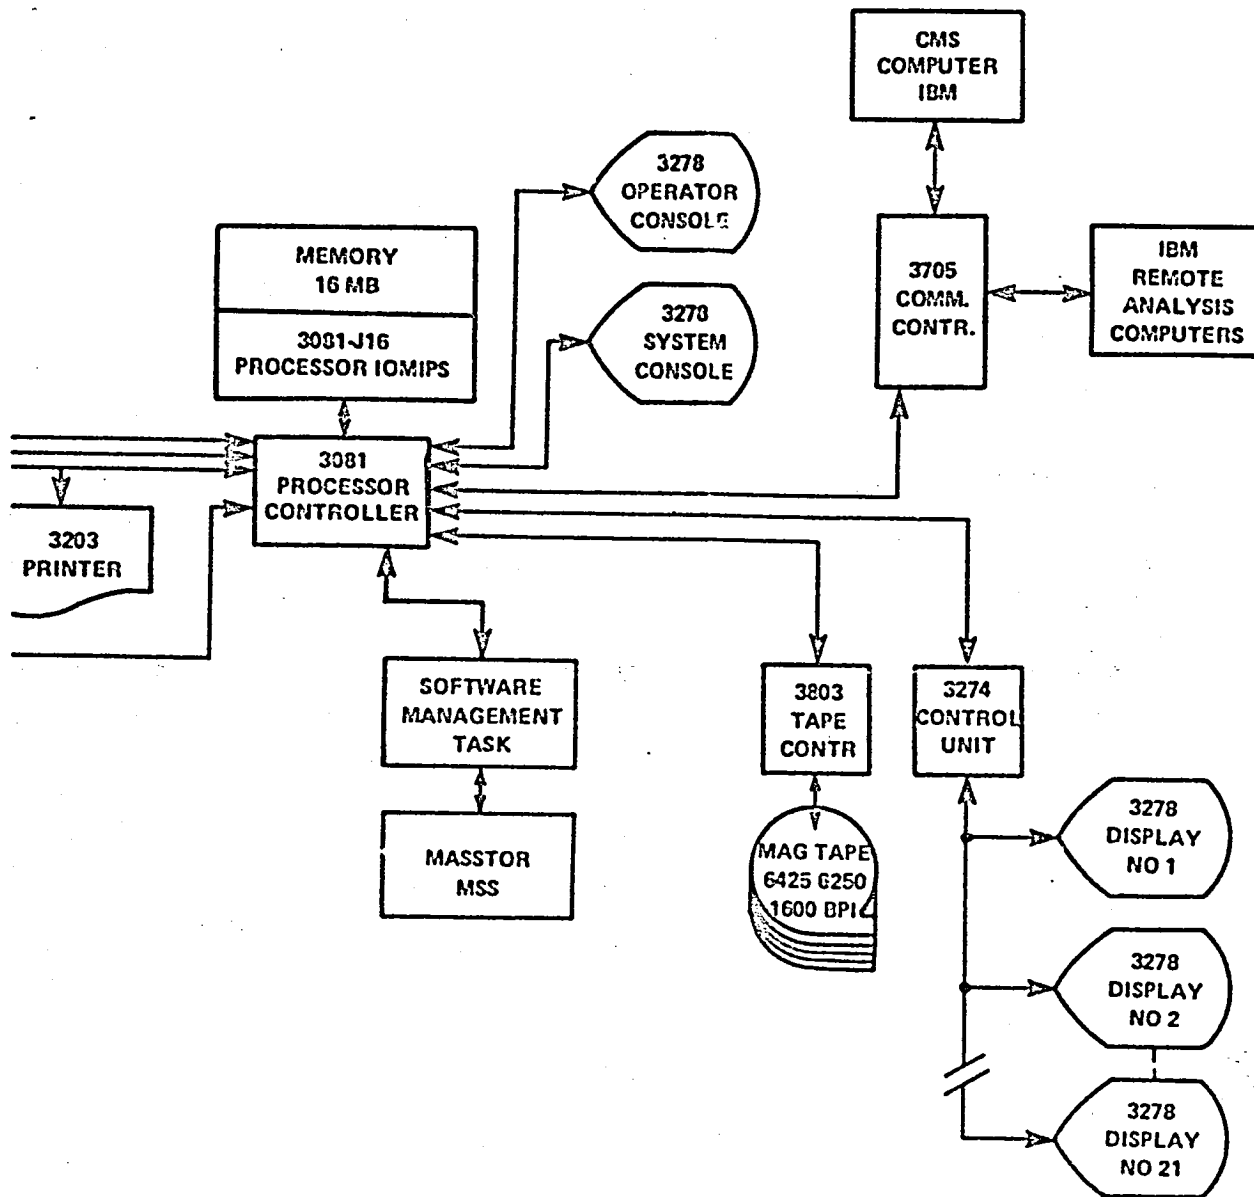 CMS
COMPUTER
IBM
3278
OPERATOR
CONSOLE
MEMORY
16 MB
3081-J16
PROCESSOR IOMIPS
3278
SYSTEM
CONSOLE
3705
COMM.
CONTR.
IBM
REMOTE
ANALYSIS
COMPUTERS
3081
PROCESSOR
CONTROLLER
3203
PRINTER
SOFTWARE
MANAGEMENT
TASK
MASSTOR
MSS
3803
TAPE
CONTR
MAG TAPE
6425 6250
1600 BPI
3274
CONTROL
UNIT
3278
DISPLAY
NO 1
3278
DISPLAY
NO 2
3278
DISPLAY
NO 21